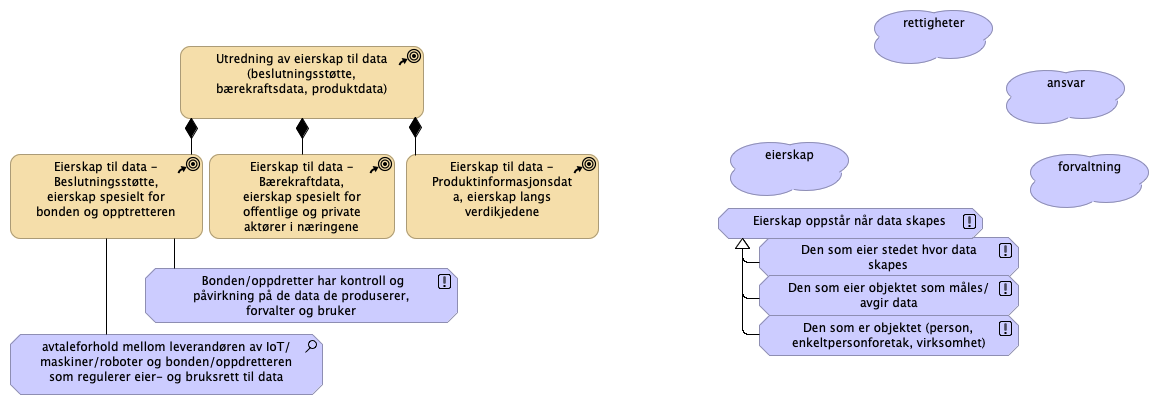 rettigheter
Utredning av eierskap til data
(beslutningsstøtte,
bærekraftsdata, produktdata)
ansvar
eierskap
forvaltning
Eierskap til data –
Beslutningsstøtte,
eierskap spesielt for
bonden og opptretteren
Eierskap til data –
Bærekraftdata,
eierskap spesielt for
offentlige og private
aktører i næringene
Eierskap til data –
Produktinformasjonsdat
a, eierskap langs
verdikjedene
Eierskap oppstår når data skapes
Den som eier stedet hvor data
skapes
Den som eier objektet som måles/
avgir data
Den som er objektet (person,
enkeltpersonforetak, virksomhet)
Bonden/oppdretter har kontroll og
påvirkning på de data de produserer,
forvalter og bruker
avtaleforhold mellom leverandøren av IoT/
maskiner/roboter og bonden/oppdretteren
som regulerer eier– og bruksrett til data